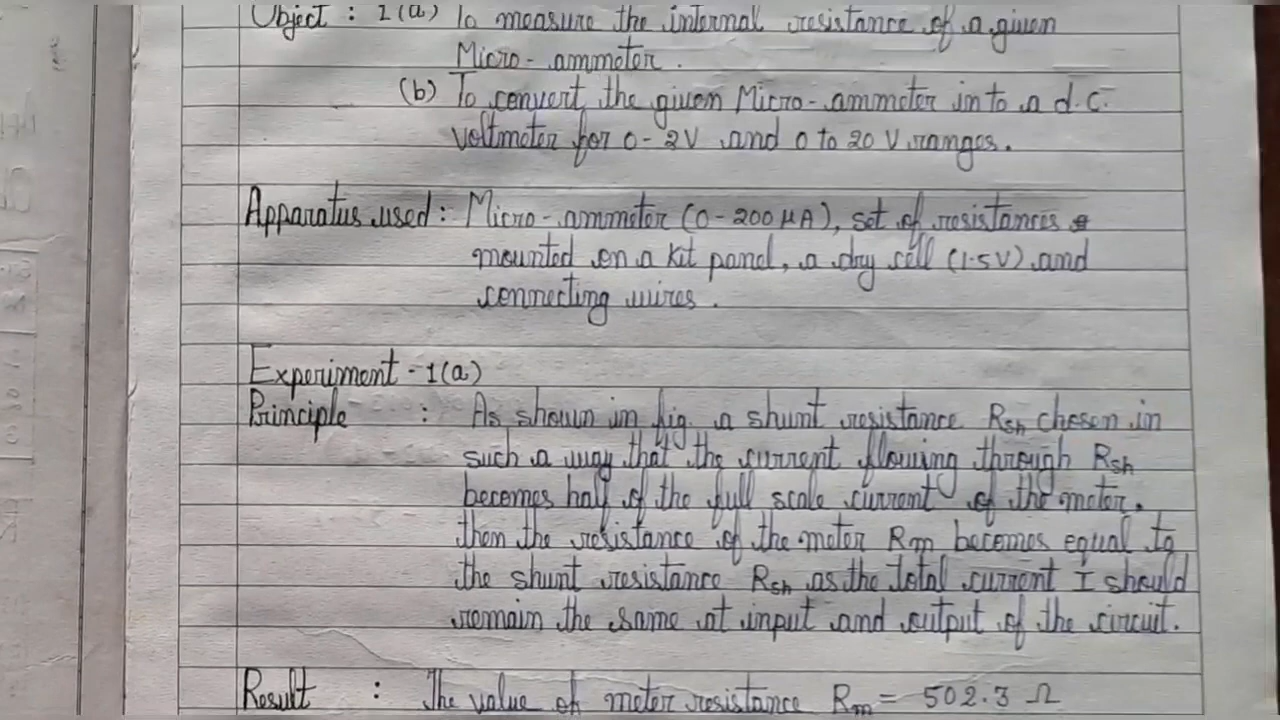 Object : 1(a) To measure the internal resistance of a given
Micro-ammeter.
(b) To convert the given Micro-ammeter in to a d.c.
voltmeter for 0-2V and 0 to 20 V ranges.
Apparatus used : Micro-ammeter (0-200 μA), set of resistances
mounted on a kit panel, a dry cell (1.5V) and
connecting wires.
Experiment - 1(a)
Principle : As shown in fig. a shunt resistance Rsh chosen in
such a way that the current flowing through Rsh
becomes half of the full scale current of the meter.
then the resistance of the meter Rm becomes equal to
the shunt resistance Rsh as the total current I should
remain the same at input and output of the circuit.
Result : The value of meter resistance Rm = 502.3 Ω